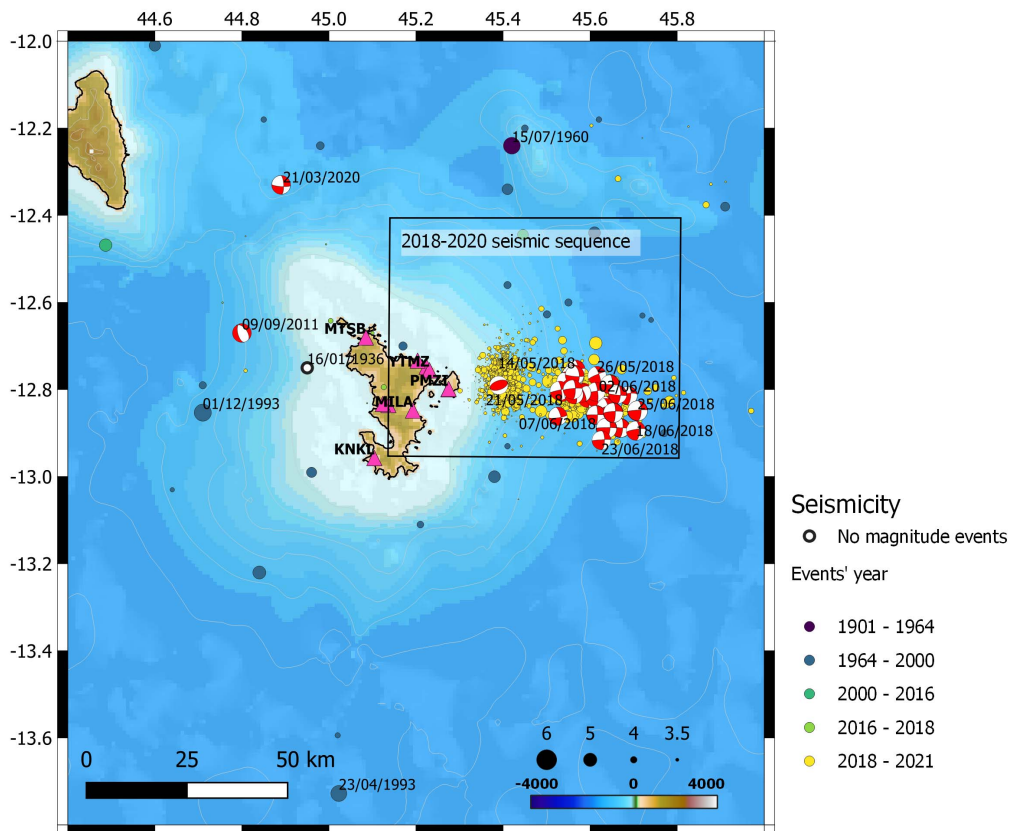 44.6 44.8 45.0 45.2 45.4 45.6 45.8
-12.0
-12.2
-12.4
-12.6
-12.8
-13.0
-13.2
-13.4
-13.6
15/07/1960
21/03/2020
2018-2020 seismic sequence
09/09/2011
MTSB
16/01/1936
YTMZ
14/05/2018
26/05/2018
PMZI
02/06/2018
01/12/1993
MILA
21/05/2018
25/06/2018
07/06/2018
18/06/2018
KNKL
23/06/2018
0 25 50 km
23/04/1993
6 5 4 3.5
-4000 0 4000
Seismicity
No magnitude events
Events' year
1901 - 1964
1964 - 2000
2000 - 2016
2016 - 2018
2018 - 2021